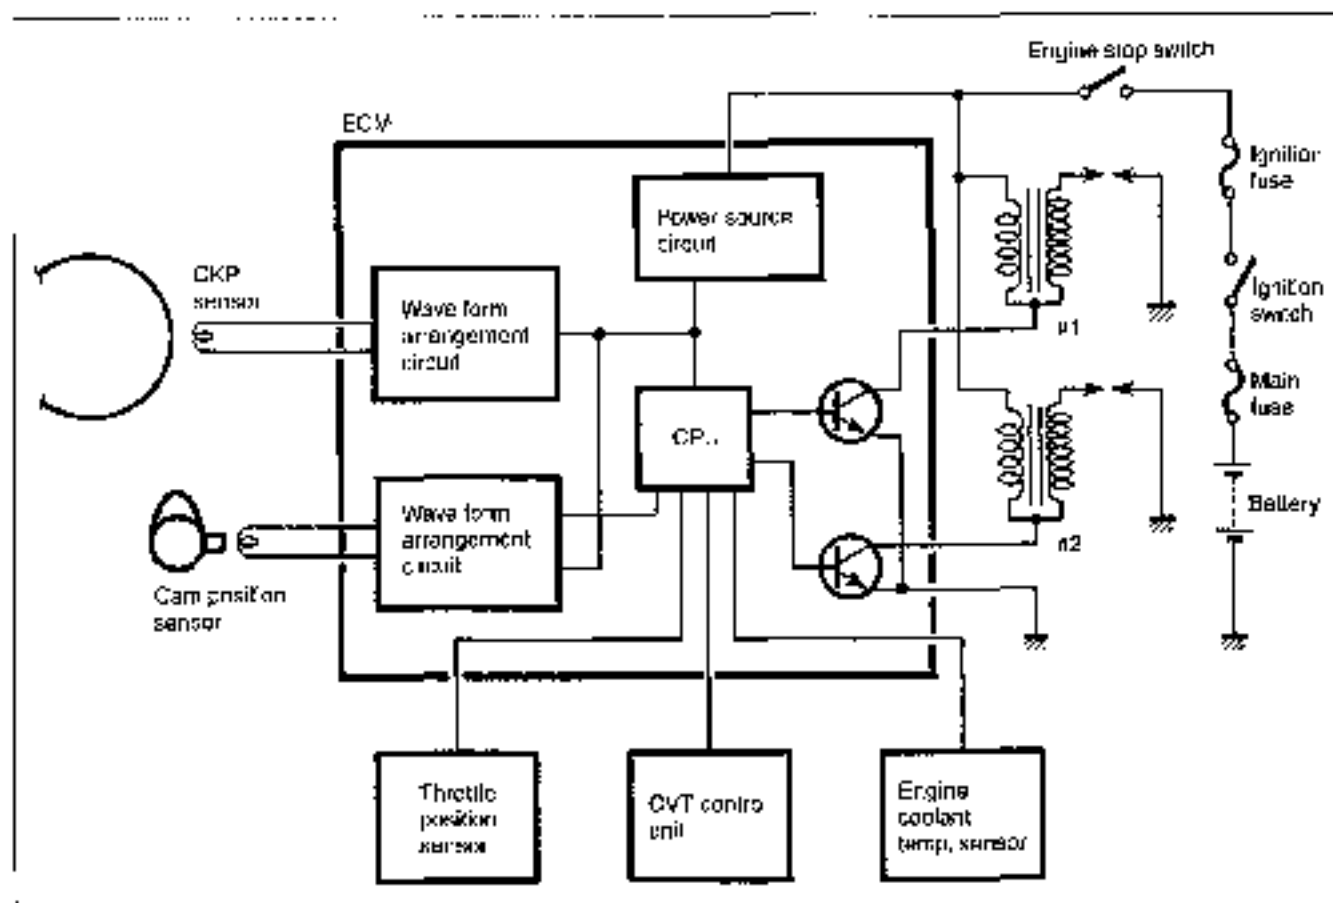 Engine stop switch
ECM
Ignition
fuse
Power source
circuit
CKP
sensor
Ignition
switch
Wave form
arrangement
circuit
#1
Main
fuse
CPU
Battery
Wave form
arrangement
circuit
#2
Cam position
sensor
Throttle
position
sensor
CVT control
unit
Engine
coolant
temp. sensor